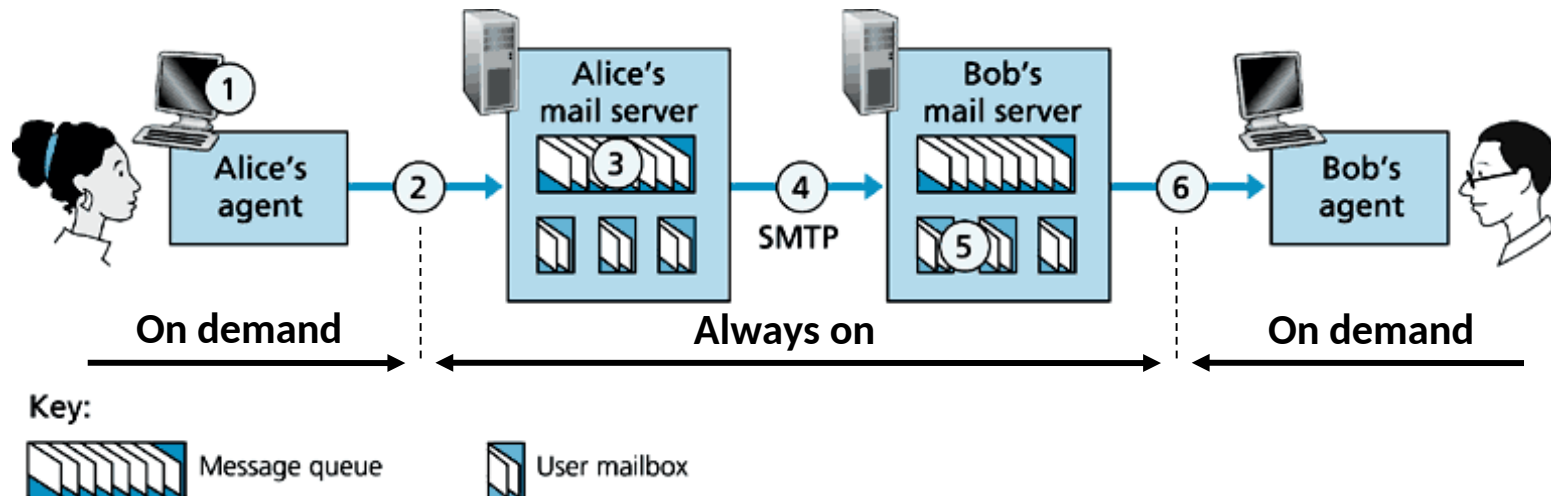 1
Alice's
agent
2
Alice's
mail server
3
4
SMTP
Bob's
mail server
5
6
Bob's
agent
On demand
Always on
On demand
Key:
Message queue
User mailbox